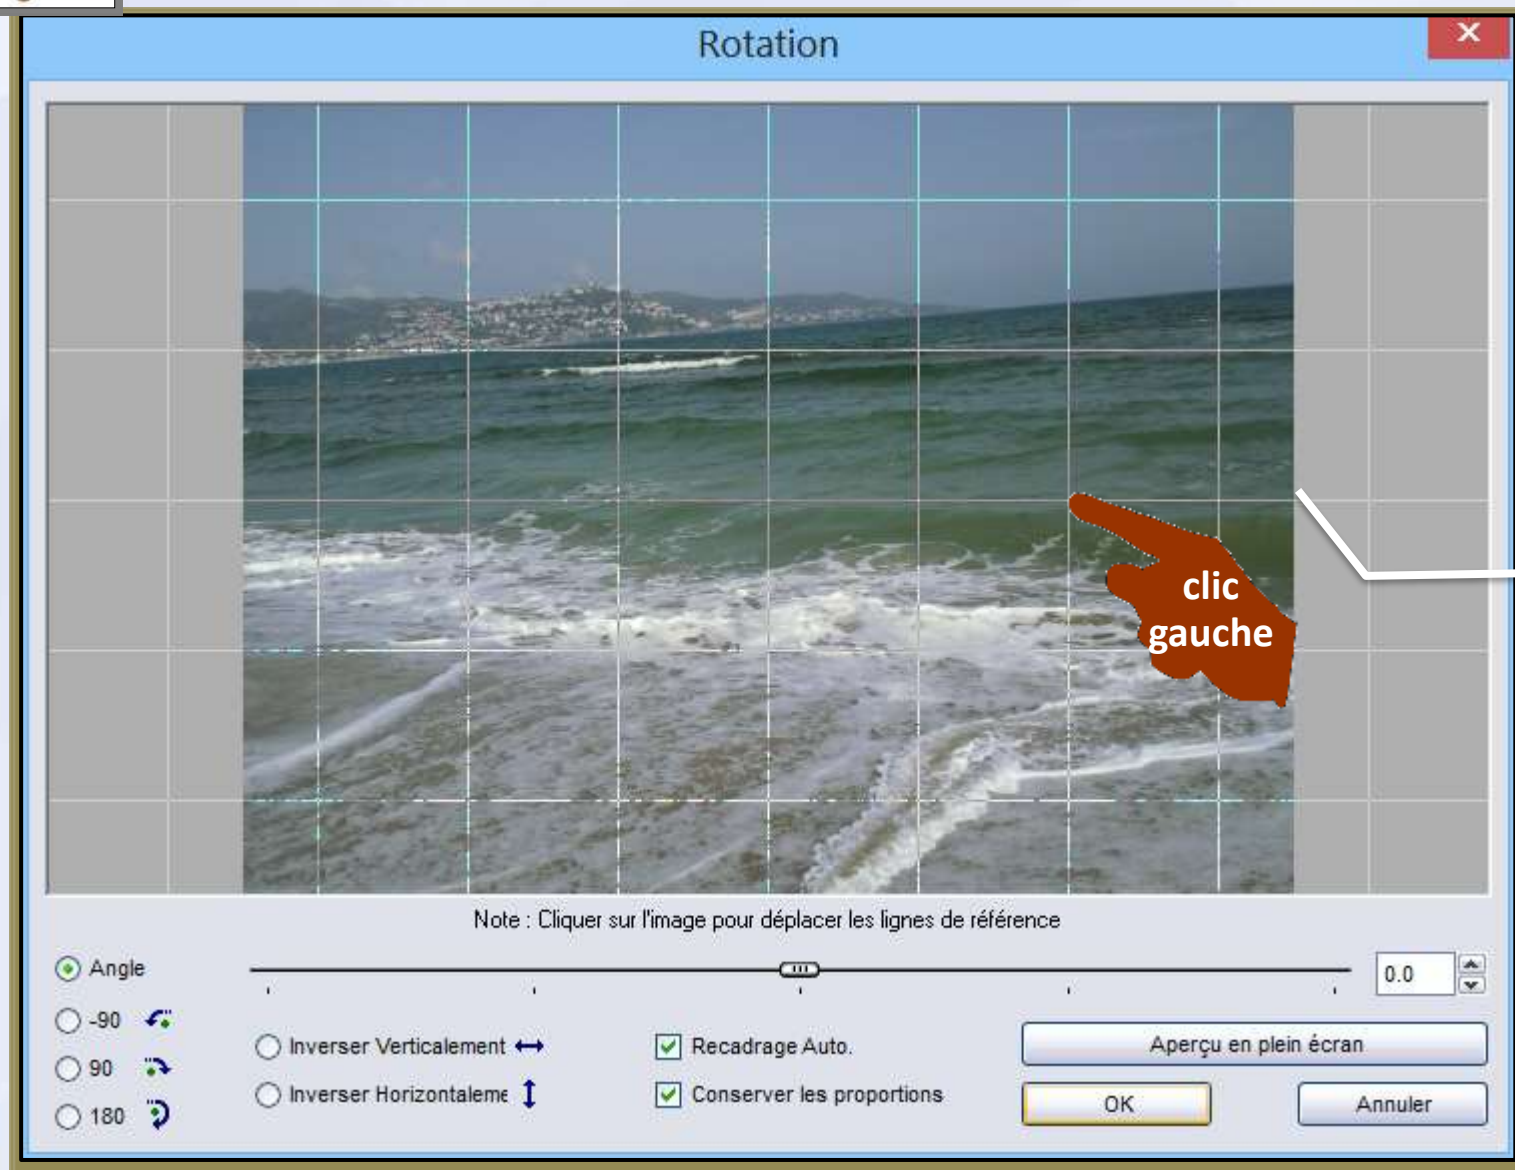 Rotation
clic
gauche
Note : Cliquer sur l'image pour déplacer les lignes de référence
Angle
0.0
-90
90
180
Inverser Verticalement
Inverser Horizontaleme
Recadrage Auto.
Conserver les proportions
Aperçu en plein écran
OK
Annuler